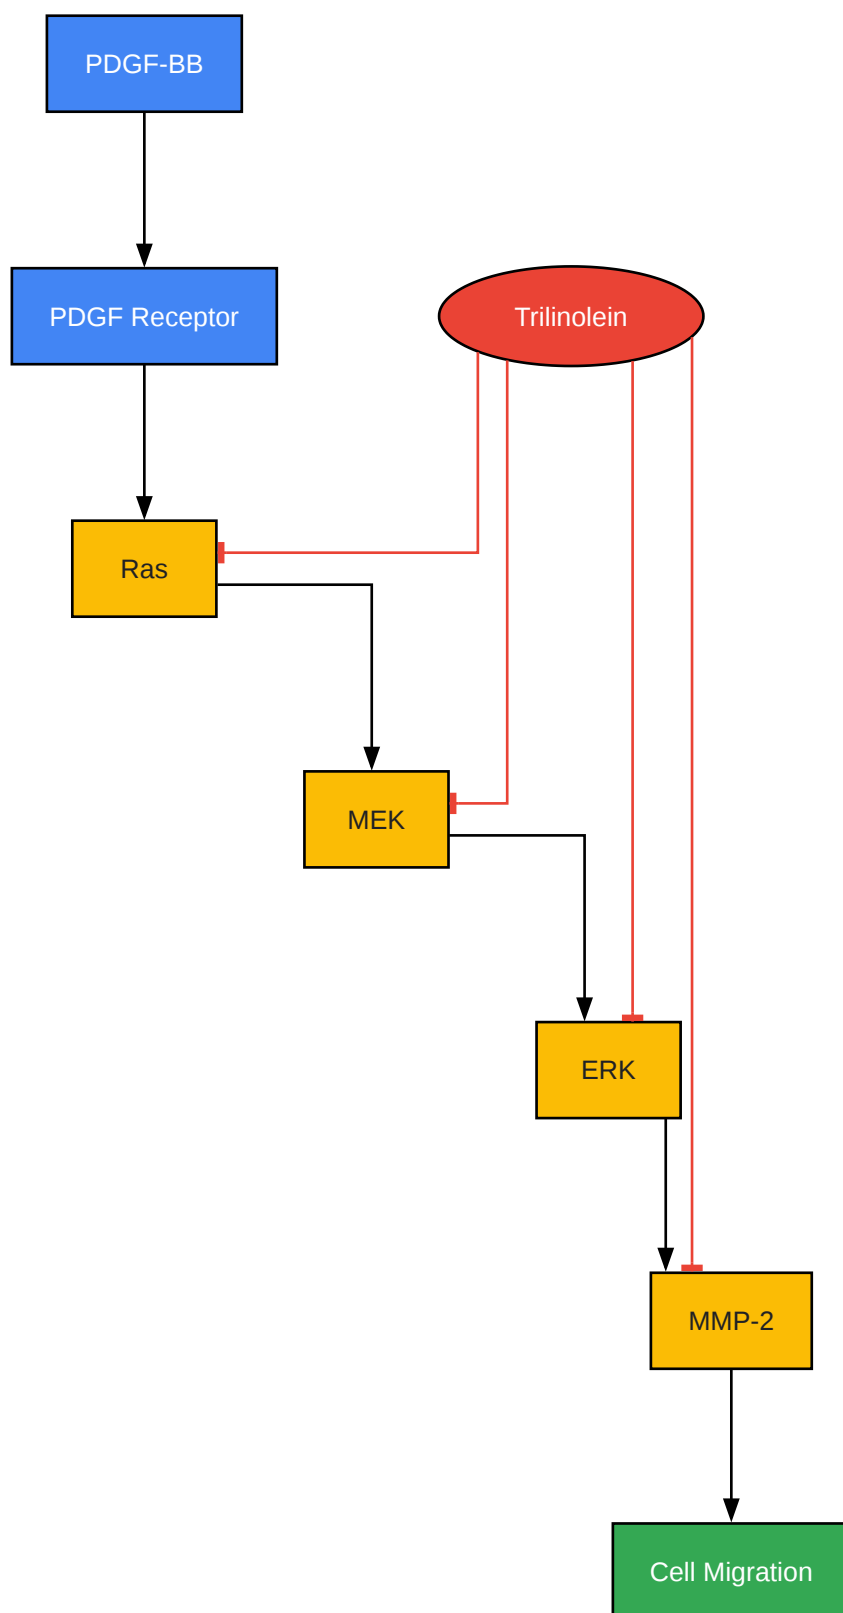 PDGF-BB
PDGF Receptor
Trilinolein
Ras
MEK
ERK
MMP-2
Cell Migration